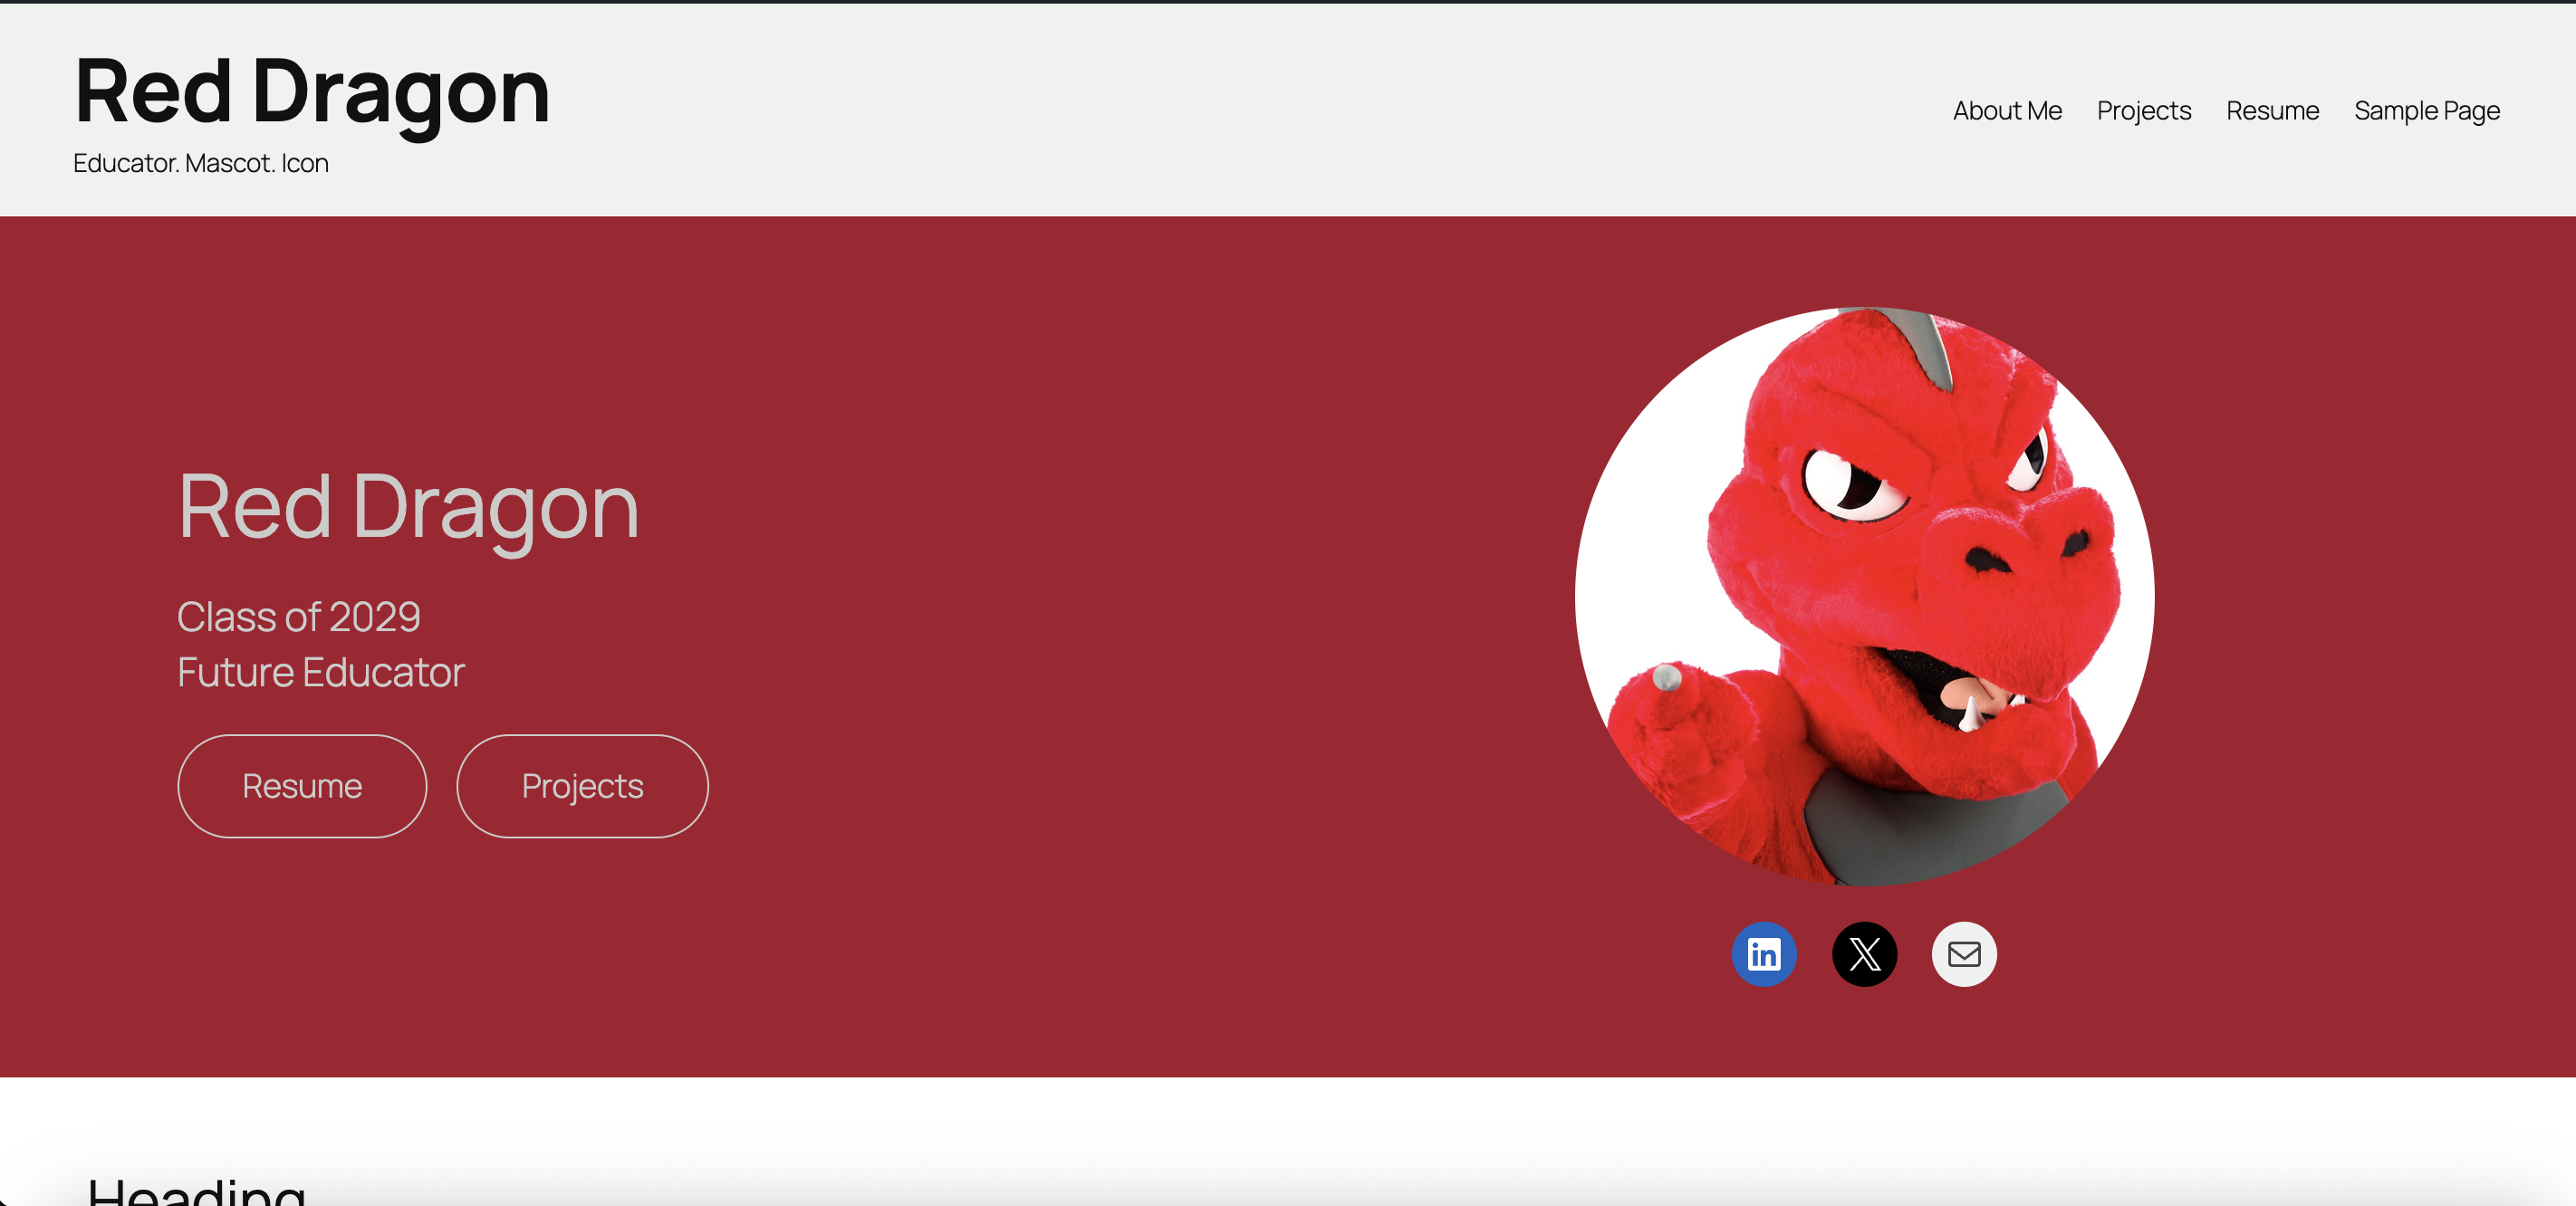 Red Dragon
Educator. Mascot. Icon
About Me Projects Resume Sample Page
Red Dragon
Class of 2029
Future Educator
Resume Projects
in
X
Heading